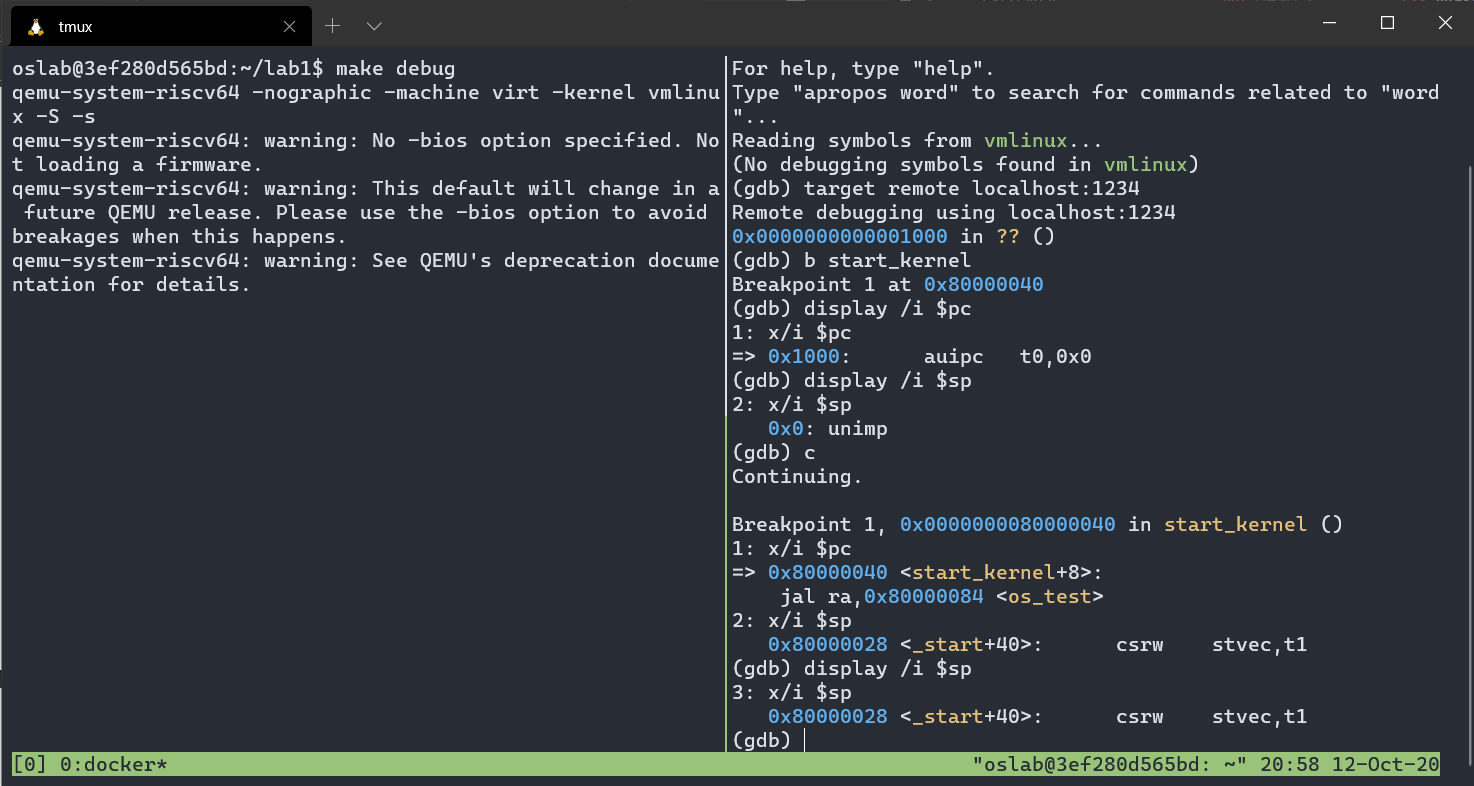 tmux
oslab@3ef280d565bd:~/lab1$ make debug
qemu-system-riscv64 -nographic -machine virt -kernel vmlinu
x -S -s
qemu-system-riscv64: warning: No -bios option specified. No
t loading a firmware.
qemu-system-riscv64: warning: This default will change in a
 future QEMU release. Please use the -bios option to avoid
breakages when this happens.
qemu-system-riscv64: warning: See QEMU's deprecation docume
ntation for details.
For help, type "help".
Type "apropos word" to search for commands related to "word
"...
Reading symbols from vmlinux...
(No debugging symbols found in vmlinux)
(gdb) target remote localhost:1234
Remote debugging using localhost:1234
0x0000000000001000 in ?? ()
(gdb) b start_kernel
Breakpoint 1 at 0x80000040
(gdb) display /i $pc
1: x/i $pc
=> 0x1000:      auipc   t0,0x0
(gdb) display /i $sp
2: x/i $sp
   0x0: unimp
(gdb) c
Continuing.

Breakpoint 1, 0x0000000080000040 in start_kernel ()
1: x/i $pc
=> 0x80000040 <start_kernel+8>:
    jal ra,0x80000084 <os_test>
2: x/i $sp
   0x80000028 <_start+40>:      csrw    stvec,t1
(gdb) display /i $sp
3: x/i $sp
   0x80000028 <_start+40>:      csrw    stvec,t1
(gdb)
[0] 0:docker*
"oslab@3ef280d565bd: ~" 20:58 12-Oct-20